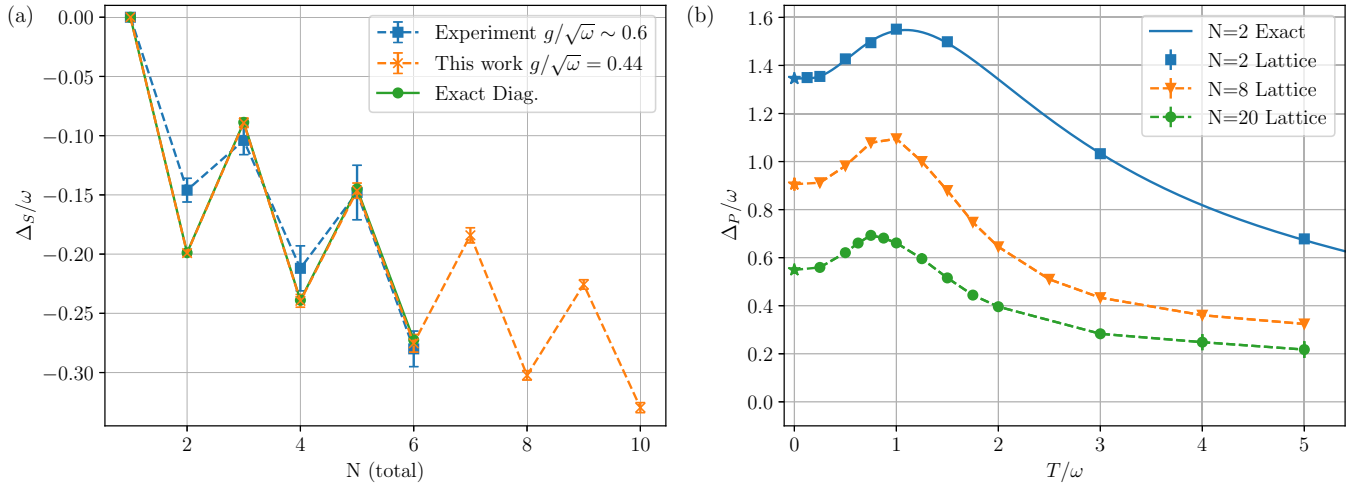 (a)
0.00
−0.05
−0.10
−0.15
−0.20
−0.25
−0.30
Δ_S/ω
2
4
6
8
10
N (total)
Experiment g/√ω ∼ 0.6
This work g/√ω = 0.44
Exact Diag.
(b)
1.6
1.4
1.2
1.0
0.8
0.6
0.4
0.2
0.0
Δ_P/ω
0
1
2
3
4
5
T/ω
N=2 Exact
N=2 Lattice
N=8 Lattice
N=20 Lattice